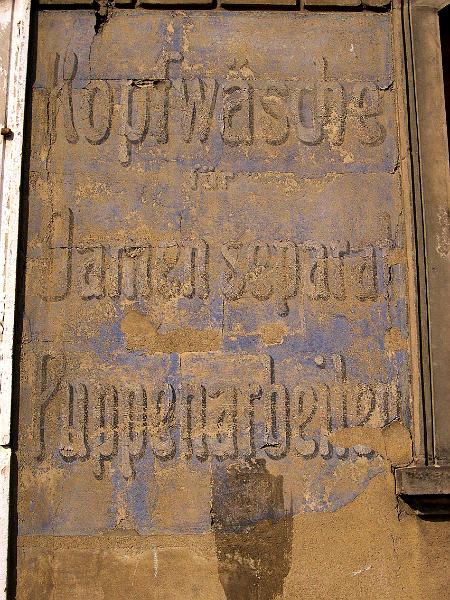 Kopfwäsche
für
Damen separat
Puppenarbeiten